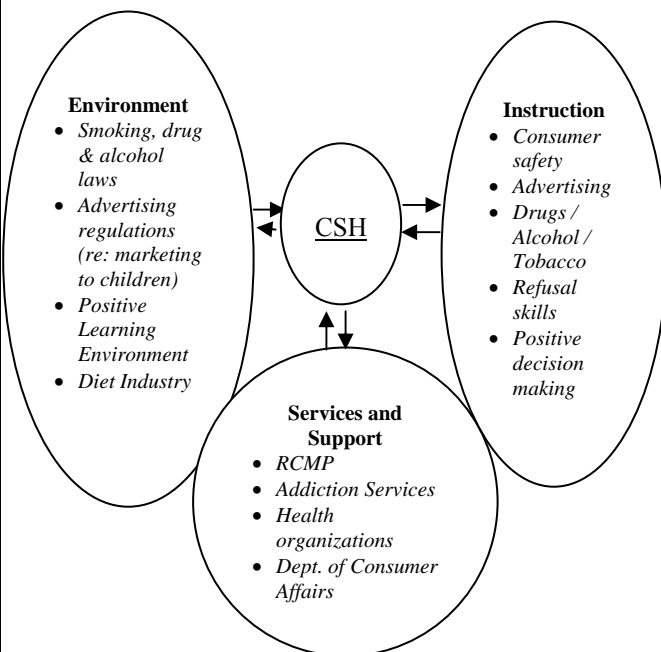 Environment
• Smoking, drug
& alcohol
laws
• Advertising
regulations
(re: marketing
to children)
• Positive
Learning
Environment
• Diet Industry
CSH
Instruction
• Consumer
safety
• Advertising
• Drugs /
Alcohol /
Tobacco
• Refusal
skills
• Positive
decision
making
Services and
Support
• RCMP
• Addiction Services
• Health
organizations
• Dept. of Consumer
Affairs